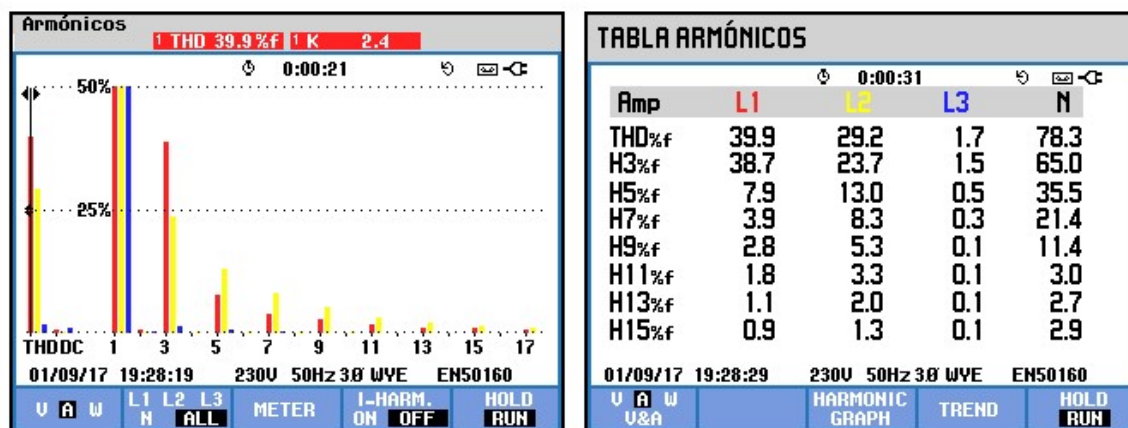 Armónicos
1 THD 39.9%f 1 K 2.4
0:00:21
50%
25%
THDDC 1 3 5 7 9 11 13 15 17
01/09/17 19:28:19 230V 50Hz 3Ø WYE EN50160
V A W L1 L2 L3 N ALL METER I-HARM. ON OFF HOLD RUN
TABLA ARMÓNICOS
0:00:31
Amp L1 L2 L3 N
THD%f 39.9 29.2 1.7 78.3
H3%f 38.7 23.7 1.5 65.0
H5%f 7.9 13.0 0.5 35.5
H7%f 3.9 8.3 0.3 21.4
H9%f 2.8 5.3 0.1 11.4
H11%f 1.8 3.3 0.1 3.0
H13%f 1.1 2.0 0.1 2.7
H15%f 0.9 1.3 0.1 2.9
01/09/17 19:28:29 230V 50Hz 3Ø WYE EN50160
V A W V&A HARMONIC GRAPH TREND HOLD RUN